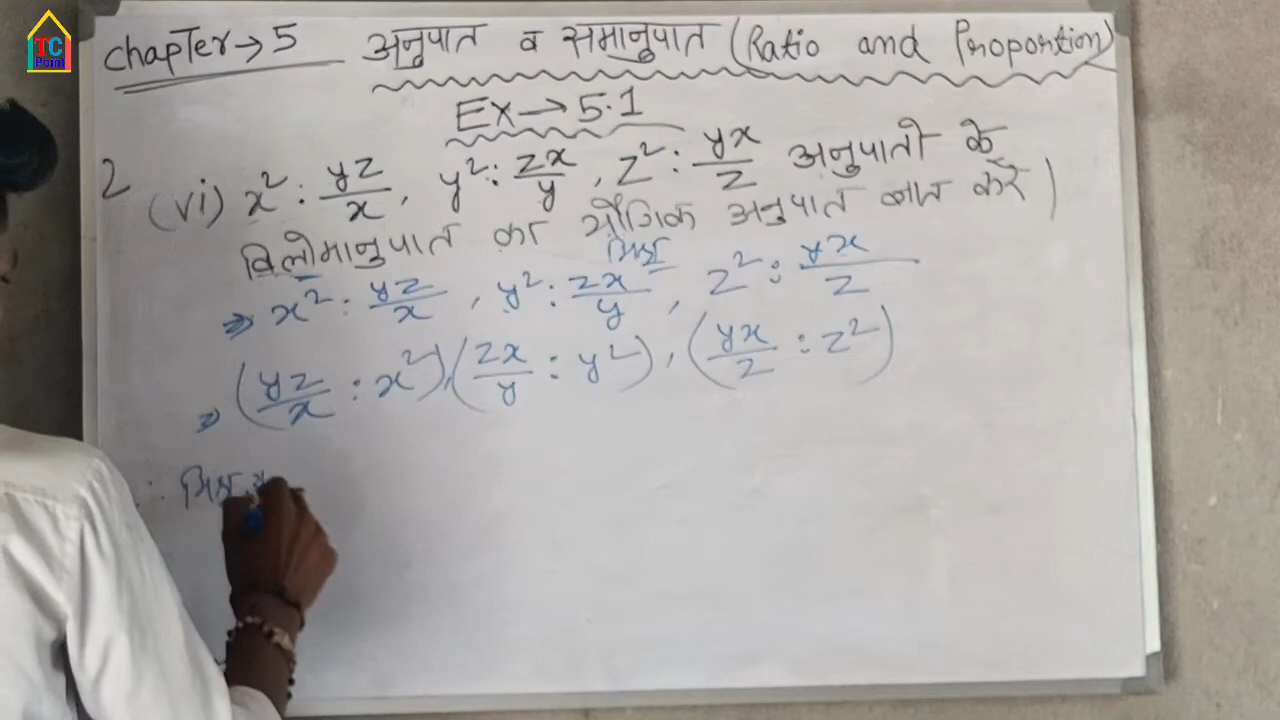 TC
Point
Chapter→5 अनुपात व समानुपात (Ratio and Proportion)
EX→5.1
2 (vi) x² : yz/x , y² : zx/y , z² : yx/z अनुपातो के
विलोमानुपात का यौगिक अनुपात ज्ञात करें।
मिश्र
⇒ x² : yz/x , y² : zx/y , z² : yx/z
⇒ (yz/x : x²), (zx/y : y²), (yx/z : z²)
∴ मिश्र